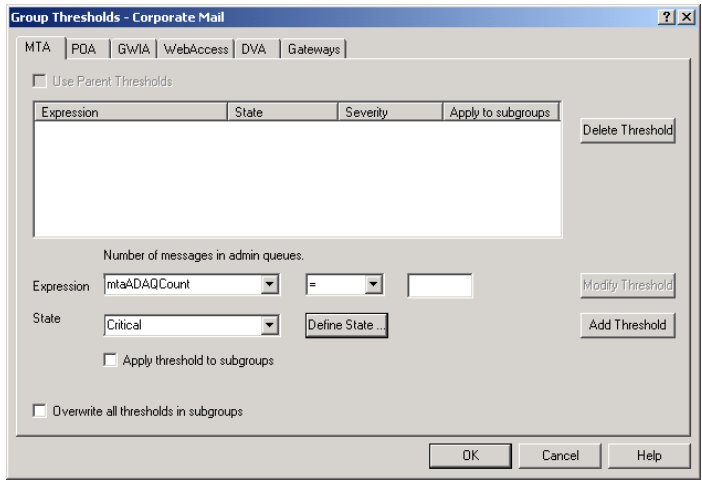 Group Thresholds - Corporate Mail
MTA POA GWIA WebAccess DVA Gateways
Use Parent Thresholds
Expression State Severity Apply to subgroups
Delete Threshold
Number of messages in admin queues.
Expression mtaADAQCount = Modify Threshold
State Critical Define State ... Add Threshold
Apply threshold to subgroups
Overwrite all thresholds in subgroups
OK Cancel Help